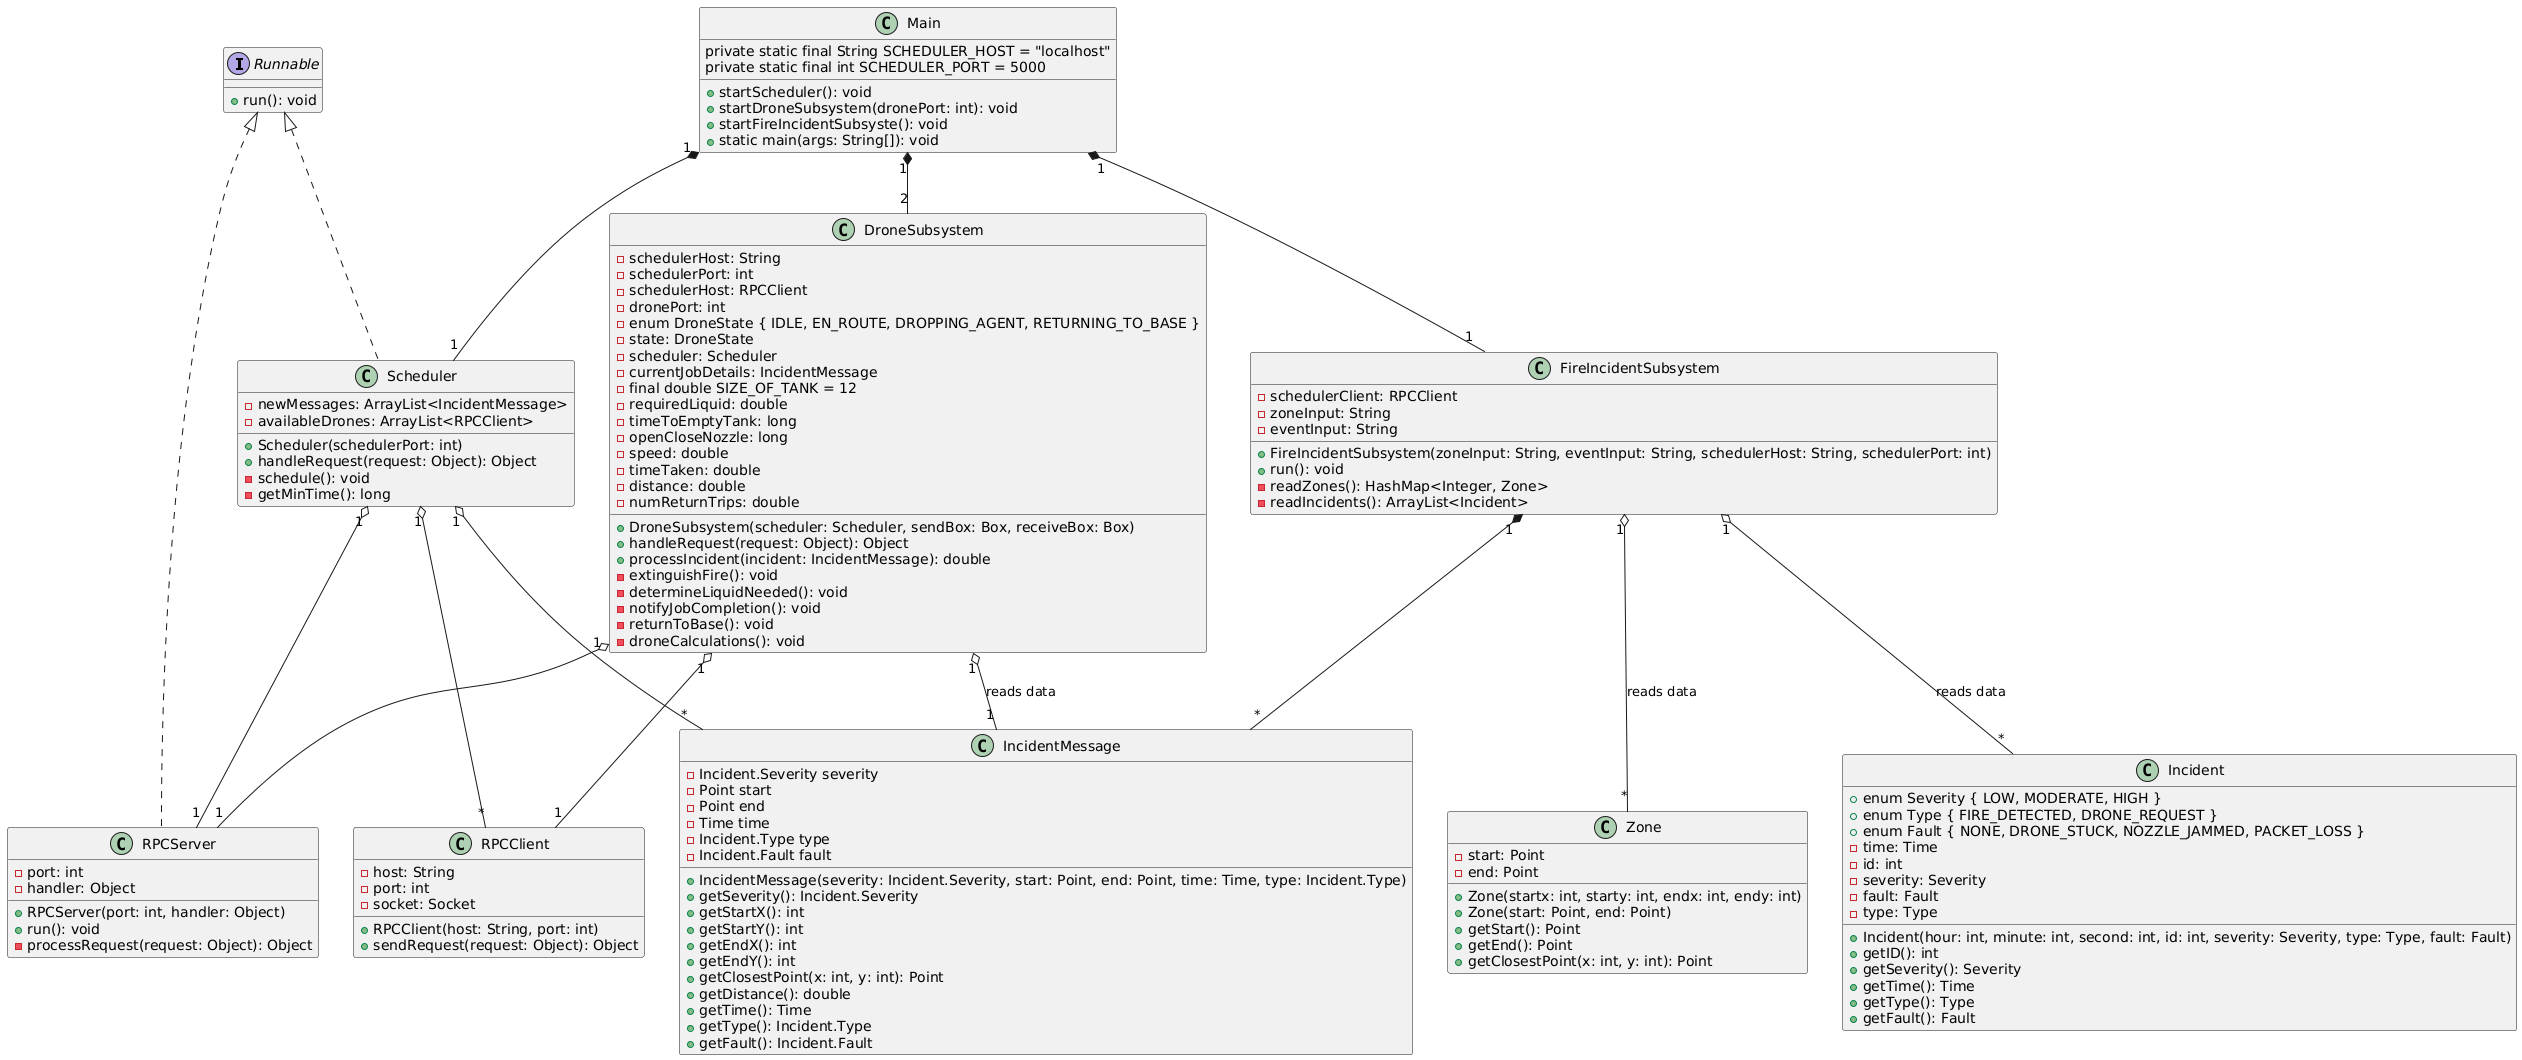 C Main
private static final String SCHEDULER_HOST = "localhost"
private static final int SCHEDULER_PORT = 5000
startScheduler(): void
startDroneSubsystem(dronePort: int): void
startFireIncidentSubsyste(): void
static main(args: String[]): void
I Runnable
run(): void
1
1
1
1
2
1
C DroneSubsystem
schedulerHost: String
schedulerPort: int
schedulerHost: RPCClient
dronePort: int
enum DroneState { IDLE, EN_ROUTE, DROPPING_AGENT, RETURNING_TO_BASE }
state: DroneState
scheduler: Scheduler
currentJobDetails: IncidentMessage
final double SIZE_OF_TANK = 12
requiredLiquid: double
timeToEmptyTank: long
openCloseNozzle: long
speed: double
timeTaken: double
distance: double
numReturnTrips: double
DroneSubsystem(scheduler: Scheduler, sendBox: Box, receiveBox: Box)
handleRequest(request: Object): Object
processIncident(incident: IncidentMessage): double
extinguishFire(): void
determineLiquidNeeded(): void
notifyJobCompletion(): void
returnToBase(): void
droneCalculations(): void
C Scheduler
newMessages: ArrayList<IncidentMessage>
availableDrones: ArrayList<RPCClient>
Scheduler(schedulerPort: int)
handleRequest(request: Object): Object
schedule(): void
getMinTime(): long
1
C FireIncidentSubsystem
schedulerClient: RPCClient
zoneInput: String
eventInput: String
FireIncidentSubsystem(zoneInput: String, eventInput: String, schedulerHost: String, schedulerPort: int)
run(): void
readZones(): HashMap<Integer, Zone>
readIncidents(): ArrayList<Incident>
1
1
1
1
1
1
1
1
1
reads data
reads data
reads data
*
1
*
*
*
1
1
*
1
C RPCServer
port: int
handler: Object
RPCServer(port: int, handler: Object)
run(): void
processRequest(request: Object): Object
C RPCClient
host: String
port: int
socket: Socket
RPCClient(host: String, port: int)
sendRequest(request: Object): Object
C IncidentMessage
Incident.Severity severity
Point start
Point end
Time time
Incident.Type type
Incident.Fault fault
IncidentMessage(severity: Incident.Severity, start: Point, end: Point, time: Time, type: Incident.Type)
getSeverity(): Incident.Severity
getStartX(): int
getStartY(): int
getEndX(): int
getEndY(): int
getClosestPoint(x: int, y: int): Point
getDistance(): double
getTime(): Time
getType(): Incident.Type
getFault(): Incident.Fault
C Zone
start: Point
end: Point
Zone(startx: int, starty: int, endx: int, endy: int)
Zone(start: Point, end: Point)
getStart(): Point
getEnd(): Point
getClosestPoint(x: int, y: int): Point
C Incident
enum Severity { LOW, MODERATE, HIGH }
enum Type { FIRE_DETECTED, DRONE_REQUEST }
enum Fault { NONE, DRONE_STUCK, NOZZLE_JAMMED, PACKET_LOSS }
time: Time
id: int
severity: Severity
fault: Fault
type: Type
Incident(hour: int, minute: int, second: int, id: int, severity: Severity, type: Type, fault: Fault)
getID(): int
getSeverity(): Severity
getTime(): Time
getType(): Type
getFault(): Fault